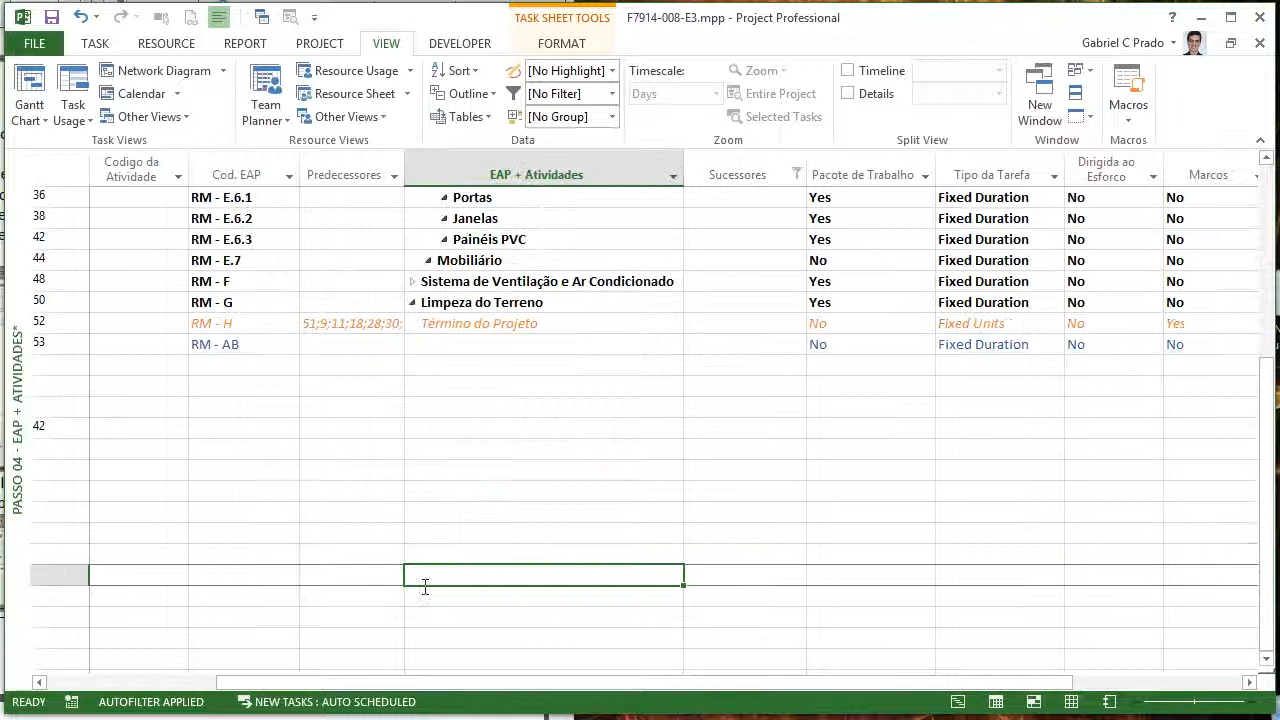 TASK SHEET TOOLS
F7914-008-E3.mpp - Project Professional
FILE TASK RESOURCE REPORT PROJECT VIEW DEVELOPER FORMAT
Gabriel C Prado
Gantt Chart
Task Usage
Network Diagram
Calendar
Other Views
Task Views
Team Planner
Resource Usage
Resource Sheet
Other Views
Resource Views
Sort
Outline
Tables
[No Highlight]
[No Filter]
[No Group]
Data
Timescale:
Days
Zoom
Entire Project
Selected Tasks
Zoom
Timeline
Details
Split View
New Window
Window
Macros
Macros
Codigo da Atividade Cod. EAP Predecessores EAP + Atividades Sucessores Pacote de Trabalho Tipo da Tarefa Dirigida ao Esforco Marcos
36 RM - E.6.1 Portas Yes Fixed Duration No No
38 RM - E.6.2 Janelas Yes Fixed Duration No No
42 RM - E.6.3 Painéis PVC Yes Fixed Duration No No
44 RM - E.7 Mobiliário No Fixed Duration No No
48 RM - F Sistema de Ventilação e Ar Condicionado Yes Fixed Duration No No
50 RM - G Limpeza do Terreno Yes Fixed Duration No No
52 RM - H 51;9;11;18;28;30; Término do Projeto No Fixed Units No Yes
53 RM - AB No Fixed Duration No No
42
PASSO 04 - EAP + ATIVIDADES*
READY AUTOFILTER APPLIED NEW TASKS : AUTO SCHEDULED